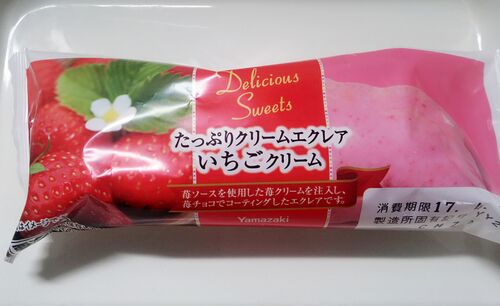 Delicious
Sweets
たっぷりクリームエクレア
いちごクリーム
苺ソースを使用した苺クリームを注入し、
苺チョコでコーティングしたエクレアです。
Yamazaki
消費期限17.
製造所固有